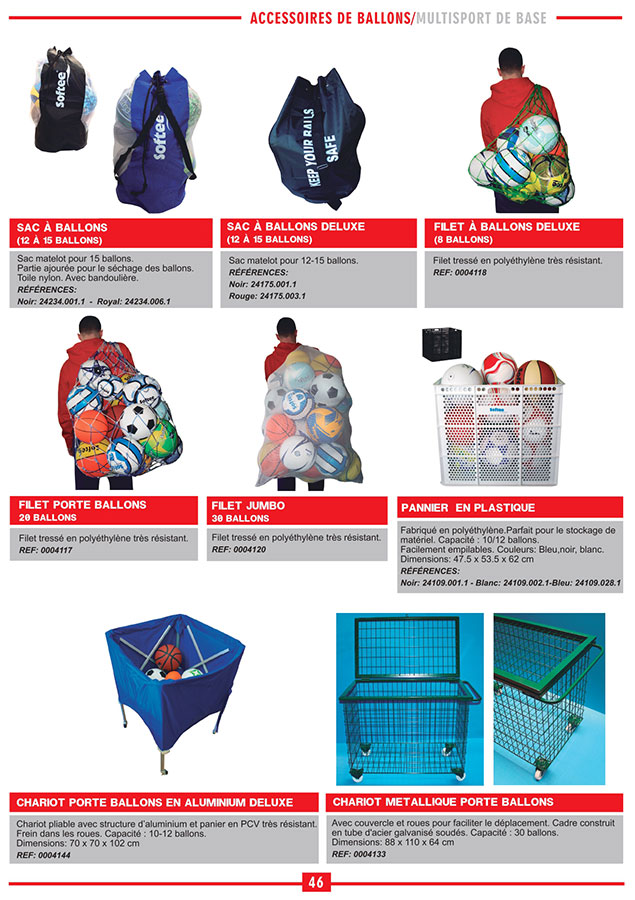 ACCESSOIRES DE BALLONS/MULTISPORT DE BASE
Softee
Softee
KEEP YOUR BALLS
SAFE
SAC À BALLONS
(12 À 15 BALLONS)
Sac matelot pour 15 ballons.
Partie ajourée pour le séchage des ballons.
Toile nylon. Avec bandoulière.
RÉFÉRENCES:
Noir: 24234.001.1 - Royal: 24234.006.1
SAC À BALLONS DELUXE
(12 À 15 BALLONS)
Sac matelot pour 12-15 ballons.
RÉFÉRENCES:
Noir: 24175.001.1
Rouge: 24175.003.1
FILET À BALLONS DELUXE
(8 BALLONS)
Filet tressé en polyéthylène très résistant.
REF: 0004118
Softee
Softee
FILET PORTE BALLONS
20 BALLONS
Filet tressé en polyéthylène très résistant.
REF: 0004117
FILET JUMBO
30 BALLONS
Filet tressé en polyéthylène très résistant.
REF: 0004120
PANNIER EN PLASTIQUE
Fabriqué en polyéthylène.Parfait pour le stockage de
matériel. Capacité : 10/12 ballons.
Facilement empilables. Couleurs: Bleu,noir, blanc.
Dimensions: 47.5 x 53.5 x 62 cm
RÉFÉRENCES:
Noir: 24109.001.1 - Blanc: 24109.002.1-Bleu: 24109.028.1
CHARIOT PORTE BALLONS EN ALUMINIUM DELUXE
Chariot pliable avec structure d'aluminium et panier en PCV très résistant.
Frein dans les roues. Capacité : 10-12 ballons.
Dimensions: 70 x 70 x 102 cm
REF: 0004144
CHARIOT METALLIQUE PORTE BALLONS
Avec couvercle et roues pour faciliter le déplacement. Cadre construit
en tube d'acier galvanisé soudés. Capacité : 30 ballons.
Dimensions: 88 x 110 x 64 cm
REF: 0004133
46